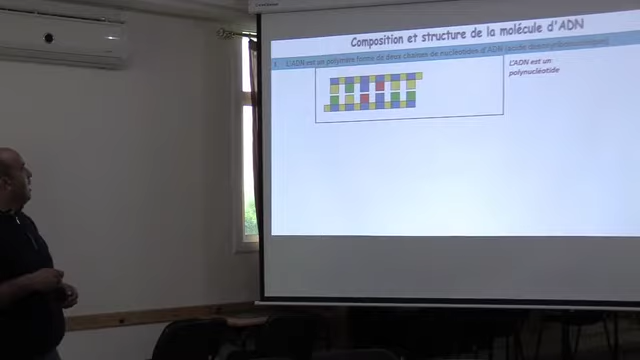 Composition et structure de la molécule d'ADN
L'ADN est un polymère formé de deux chaînes de nucléotides d'ADN (acide désoxyribonucléique)
L'ADN est un
polynucléotide